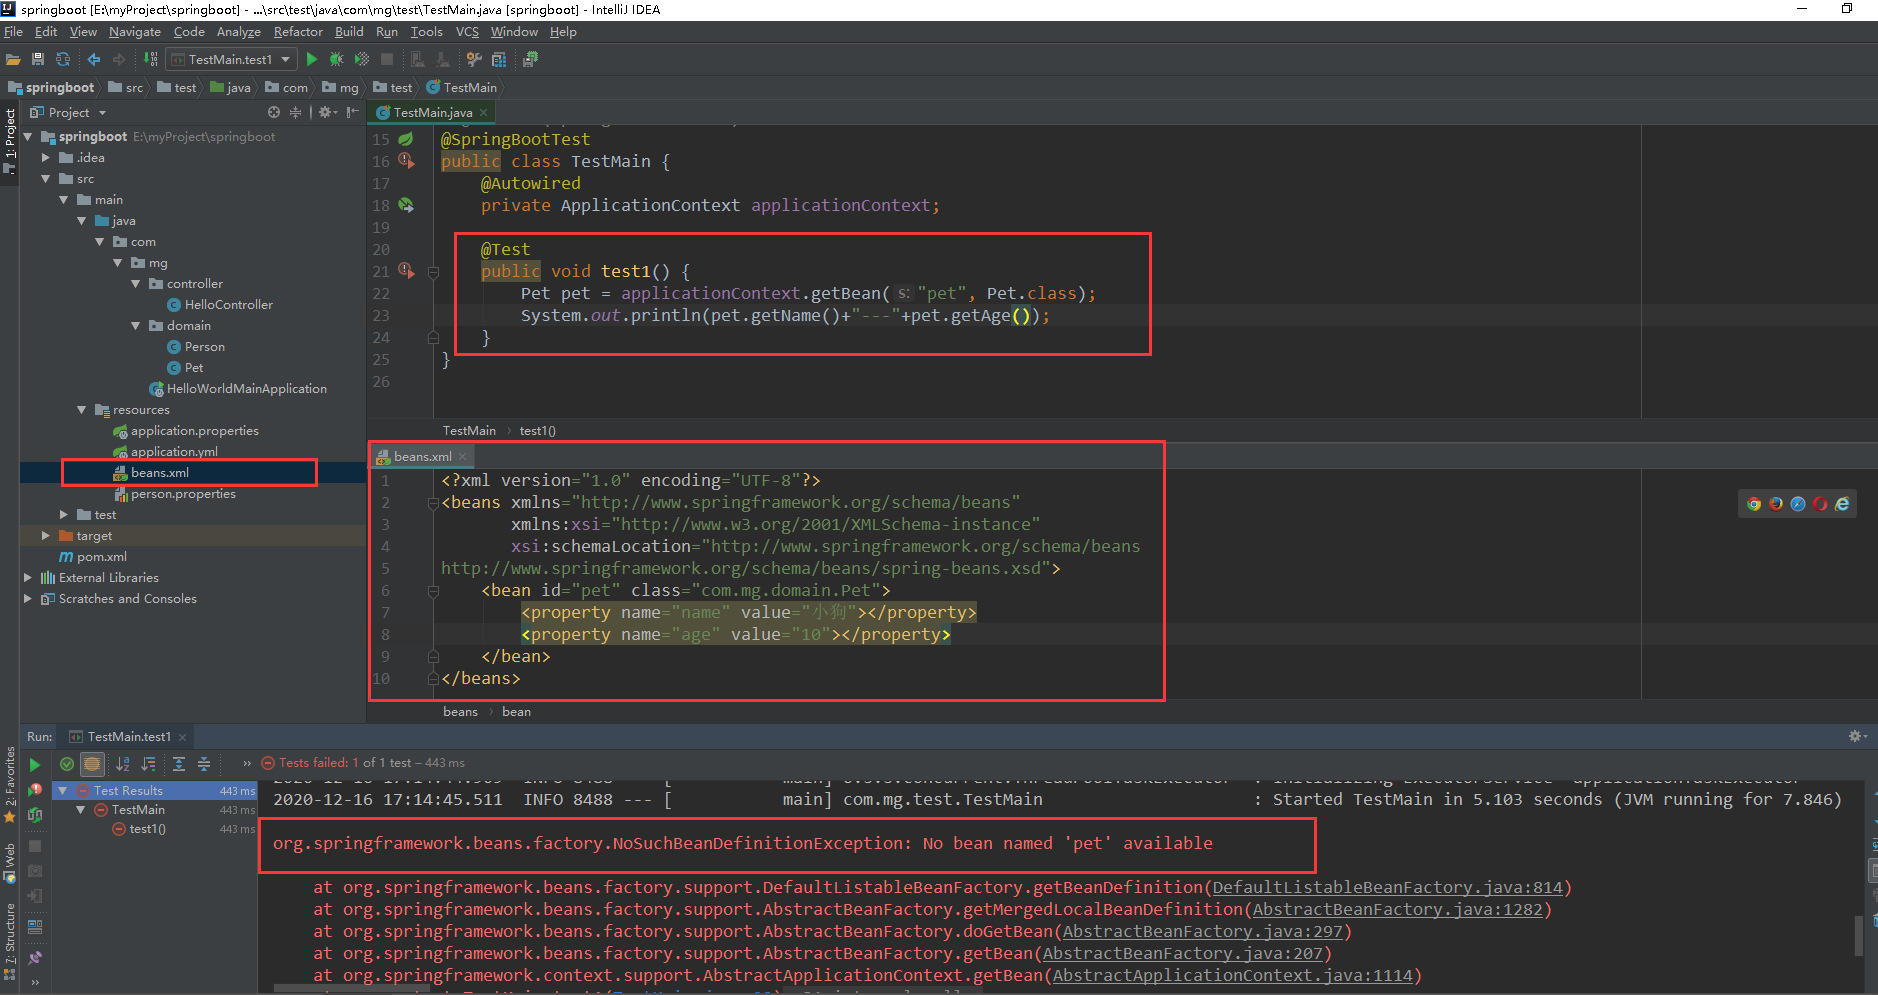 springboot [E:\myProject\springboot] - ...\src\test\java\com\mg\test\TestMain.java [springboot] - IntelliJ IDEA
File Edit View Navigate Code Analyze Refactor Build Run Tools VCS Window Help
TestMain.test1
springboot src test java com mg test TestMain
1: Project
Project
springboot E:\myProject\springboot
.idea
src
main
java
com
mg
controller
HelloController
domain
Person
Pet
HelloWorldMainApplication
resources
application.properties
application.yml
beans.xml
person.properties
test
target
pom.xml
External Libraries
Scratches and Consoles
TestMain.java
15 @SpringBootTest
16 public class TestMain {
17 @Autowired
18 private ApplicationContext applicationContext;
19
20 @Test
21 public void test1() {
22 Pet pet = applicationContext.getBean( s: "pet", Pet.class);
23 System.out.println(pet.getName()+"---"+pet.getAge());
24 }
25 }
26
TestMain › test1()
beans.xml
1 <?xml version="1.0" encoding="UTF-8"?>
2 <beans xmlns="http://www.springframework.org/schema/beans"
3 xmlns:xsi="http://www.w3.org/2001/XMLSchema-instance"
4 xsi:schemaLocation="http://www.springframework.org/schema/beans
5 http://www.springframework.org/schema/beans/spring-beans.xsd">
6 <bean id="pet" class="com.mg.domain.Pet">
7 <property name="name" value="小狗"></property>
8 <property name="age" value="10"></property>
9 </bean>
10 </beans>
beans › bean
Run: TestMain.test1
2: Favorites
Web
7: Structure
» Tests failed: 1 of 1 test – 443 ms
Test Results 443 ms
TestMain 443 ms
test1() 443 ms
2020-12-16 17:14:45.511 INFO 8488 --- [ main] com.mg.test.TestMain : Started TestMain in 5.103 seconds (JVM running for 7.846)
org.springframework.beans.factory.NoSuchBeanDefinitionException: No bean named 'pet' available
at org.springframework.beans.factory.support.DefaultListableBeanFactory.getBeanDefinition(DefaultListableBeanFactory.java:814)
at org.springframework.beans.factory.support.AbstractBeanFactory.getMergedLocalBeanDefinition(AbstractBeanFactory.java:1282)
at org.springframework.beans.factory.support.AbstractBeanFactory.doGetBean(AbstractBeanFactory.java:297)
at org.springframework.beans.factory.support.AbstractBeanFactory.getBean(AbstractBeanFactory.java:207)
at org.springframework.context.support.AbstractApplicationContext.getBean(AbstractApplicationContext.java:1114)